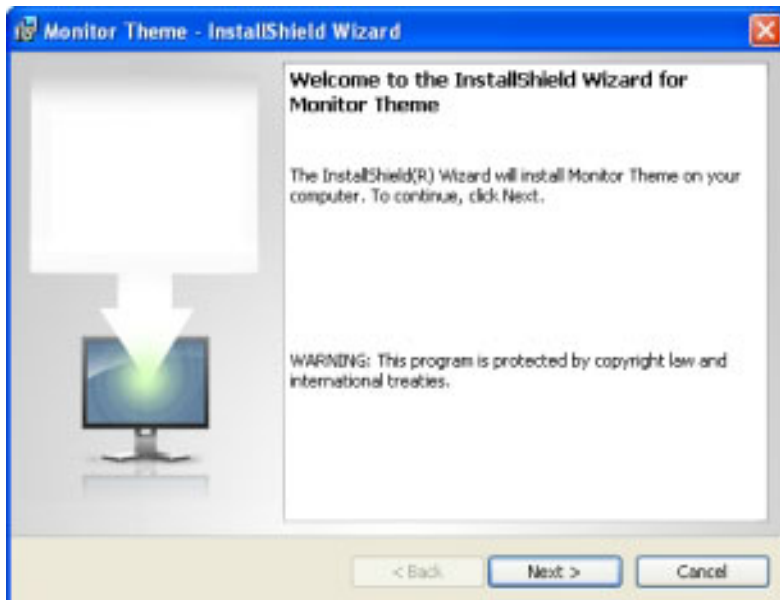 Monitor Theme - InstallShield Wizard
Welcome to the InstallShield Wizard for
Monitor Theme
The InstallShield(R) Wizard will install Monitor Theme on your
computer. To continue, click Next.
WARNING: This program is protected by copyright law and
international treaties.
< Back
Next >
Cancel